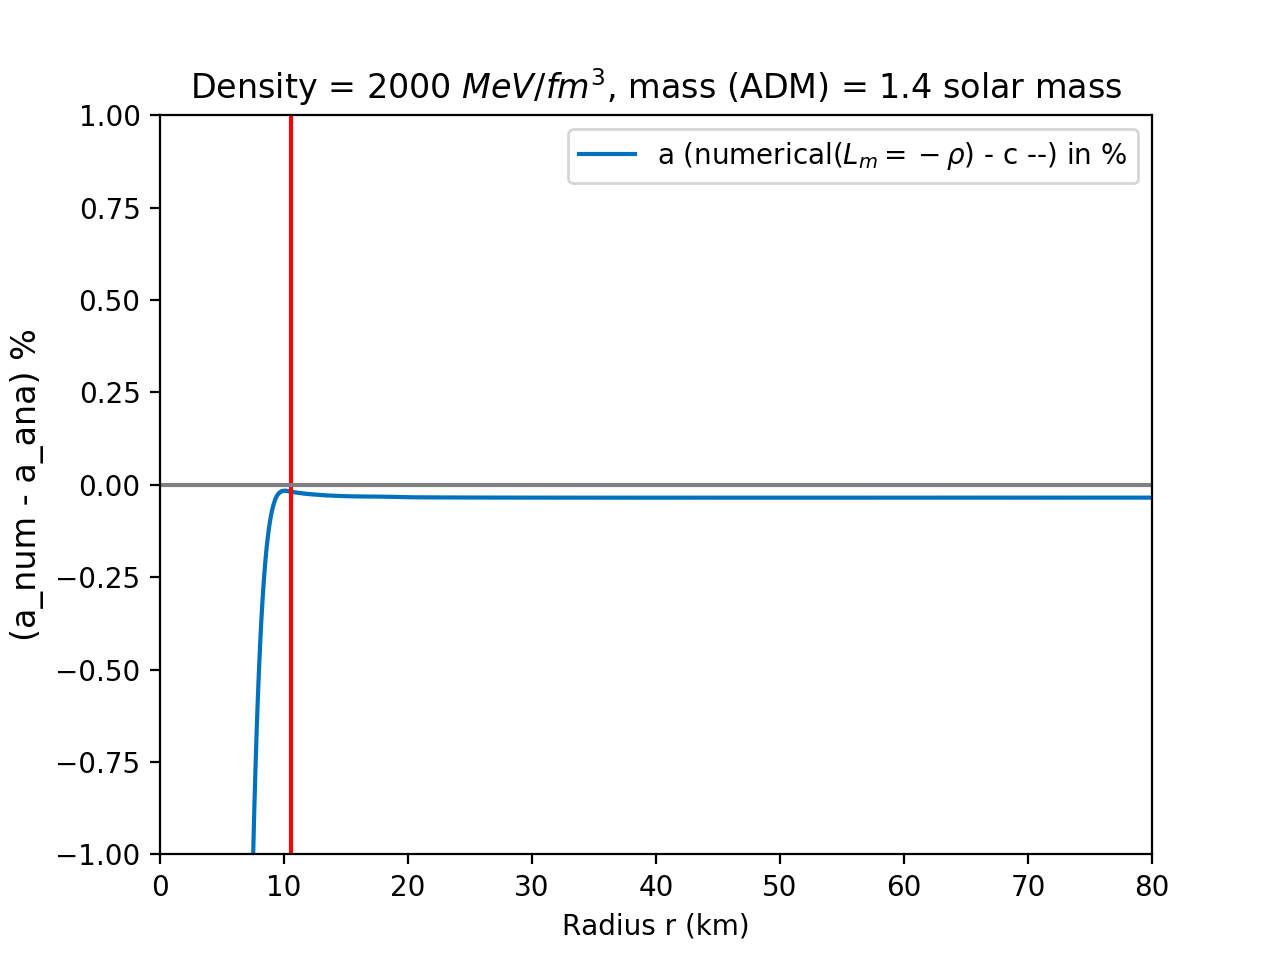 Density = 2000 MeV/fm³, mass (ADM) = 1.4 solar mass
a (numerical(Lₘ = − ρ) - c --) in %
(a_num - a_ana) %
1.00
0.75
0.50
0.25
0.00
−0.25
−0.50
−0.75
−1.00
0 10 20 30 40 50 60 70 80
Radius r (km)